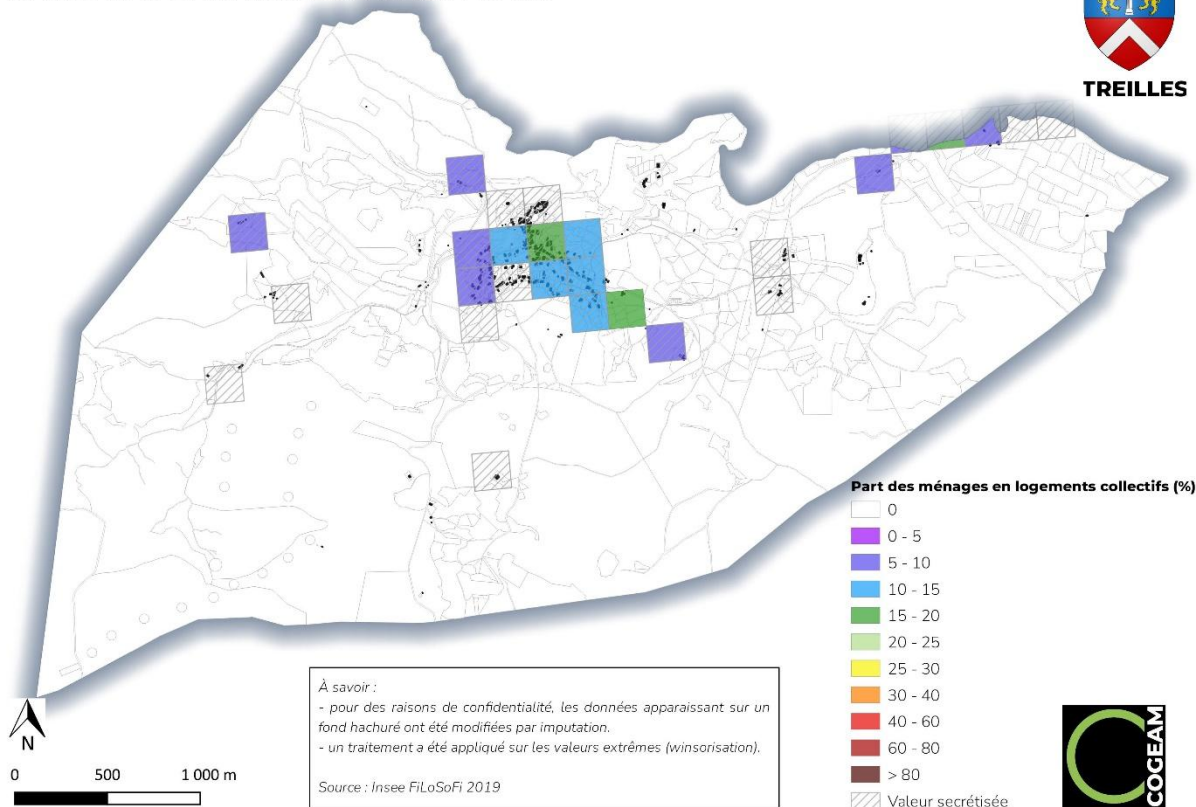 TREILLES
Part des ménages en logements collectifs (%)
0
0 - 5
5 - 10
10 - 15
15 - 20
20 - 25
25 - 30
30 - 40
40 - 60
60 - 80
> 80
Valeur secrétisée
À savoir :
- pour des raisons de confidentialité, les données apparaissant sur un
fond hachuré ont été modifiées par imputation.
- un traitement a été appliqué sur les valeurs extrêmes (winsorisation).
Source : Insee FiLoSoFi 2019
N
0 500 1 000 m
COGEAM